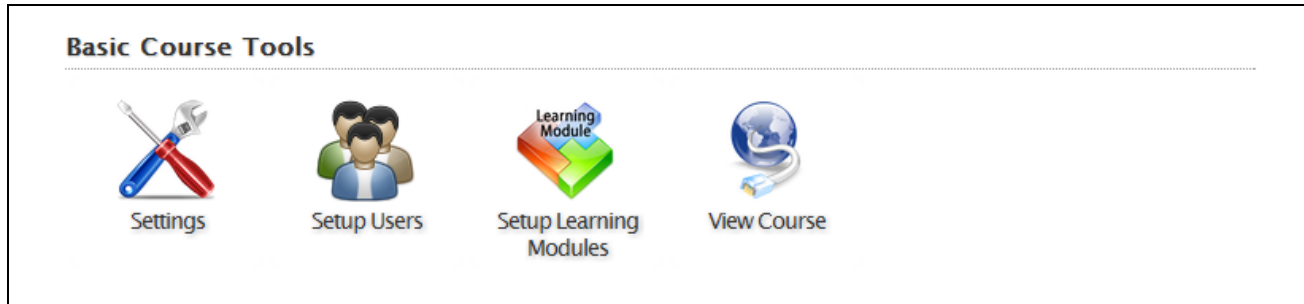 Basic Course Tools
Learning
Module
Settings
Setup Users
Setup Learning
Modules
View Course